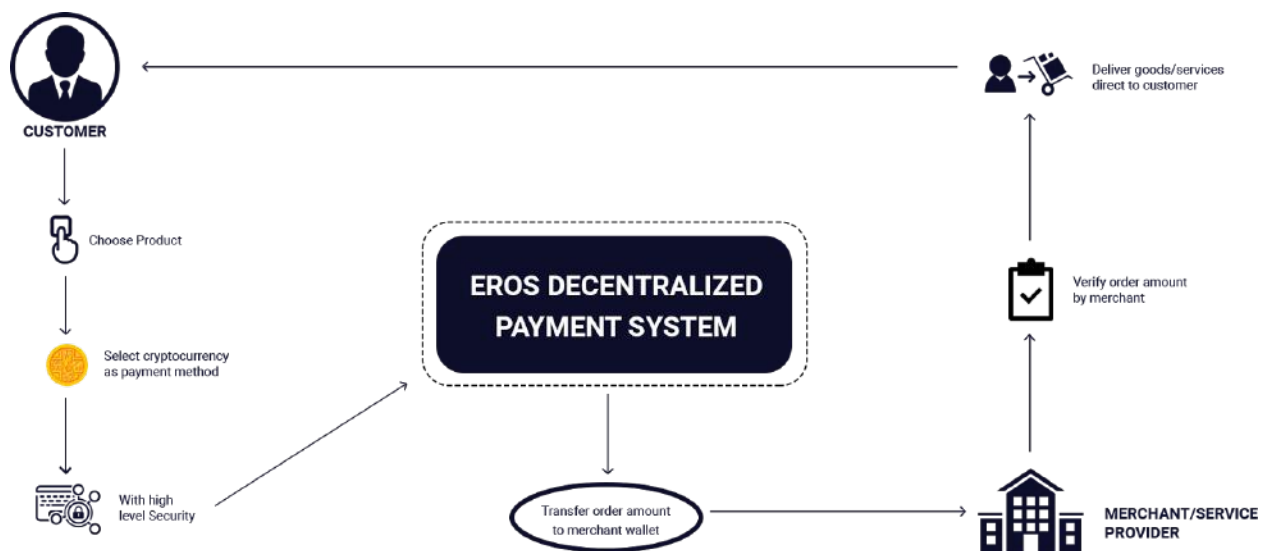 CUSTOMER
Choose Product
Select cryptocurrency
as payment method
With high
level Security
EROS DECENTRALIZED
PAYMENT SYSTEM
Transfer order amount
to merchant wallet
MERCHANT/SERVICE
PROVIDER
Verify order amount
by merchant
Deliver goods/services
direct to customer